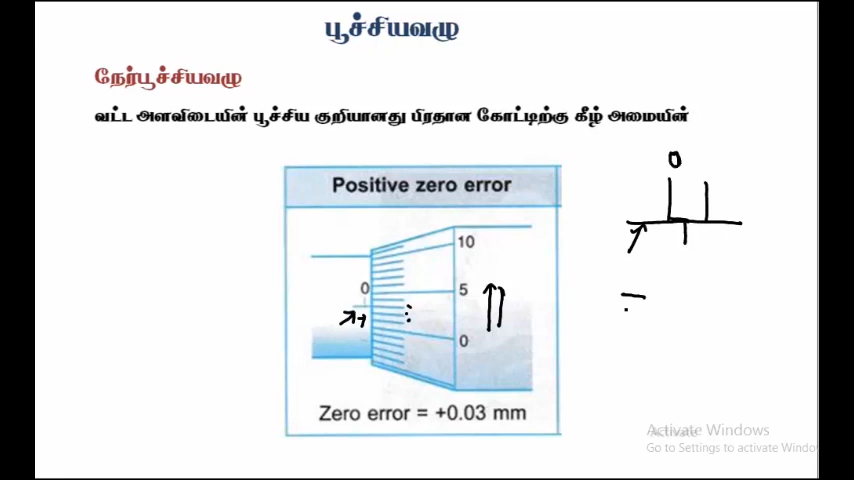 பூச்சியவழு
நேர்பூச்சியவழு
வட்ட அளவிடையின் பூச்சிய குறியானது பிரதான கோட்டிற்கு கீழ் அமையின்
0
Positive zero error
10
0
5
0
Zero error = +0.03 mm
Activate Windows
Go to Settings to activate Windo